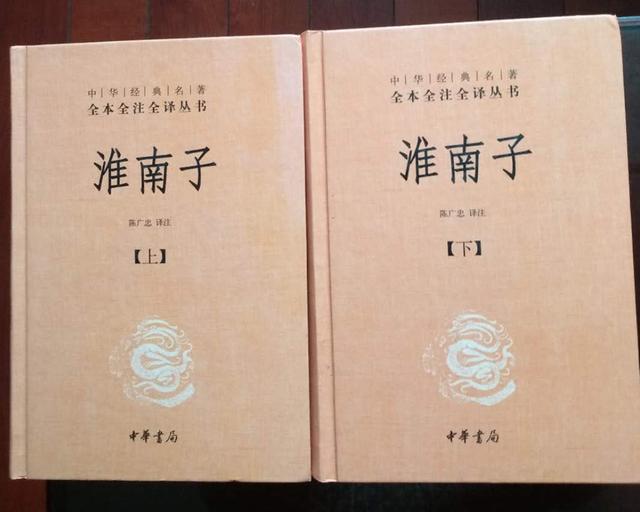 中华经典名著
全本全注全译丛书
淮南子
陈广忠 译注
【上】
中華書局
中华经典名著
全本全注全译丛书
淮南子
陈广忠 译注
【下】
中華書局